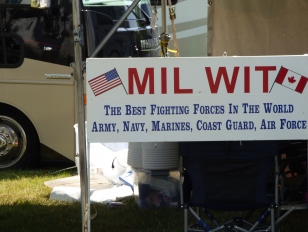 MIL WIT
THE BEST FIGHTING FORCES IN THE WORLD
ARMY, NAVY, MARINES, COAST GUARD, AIR FORCE